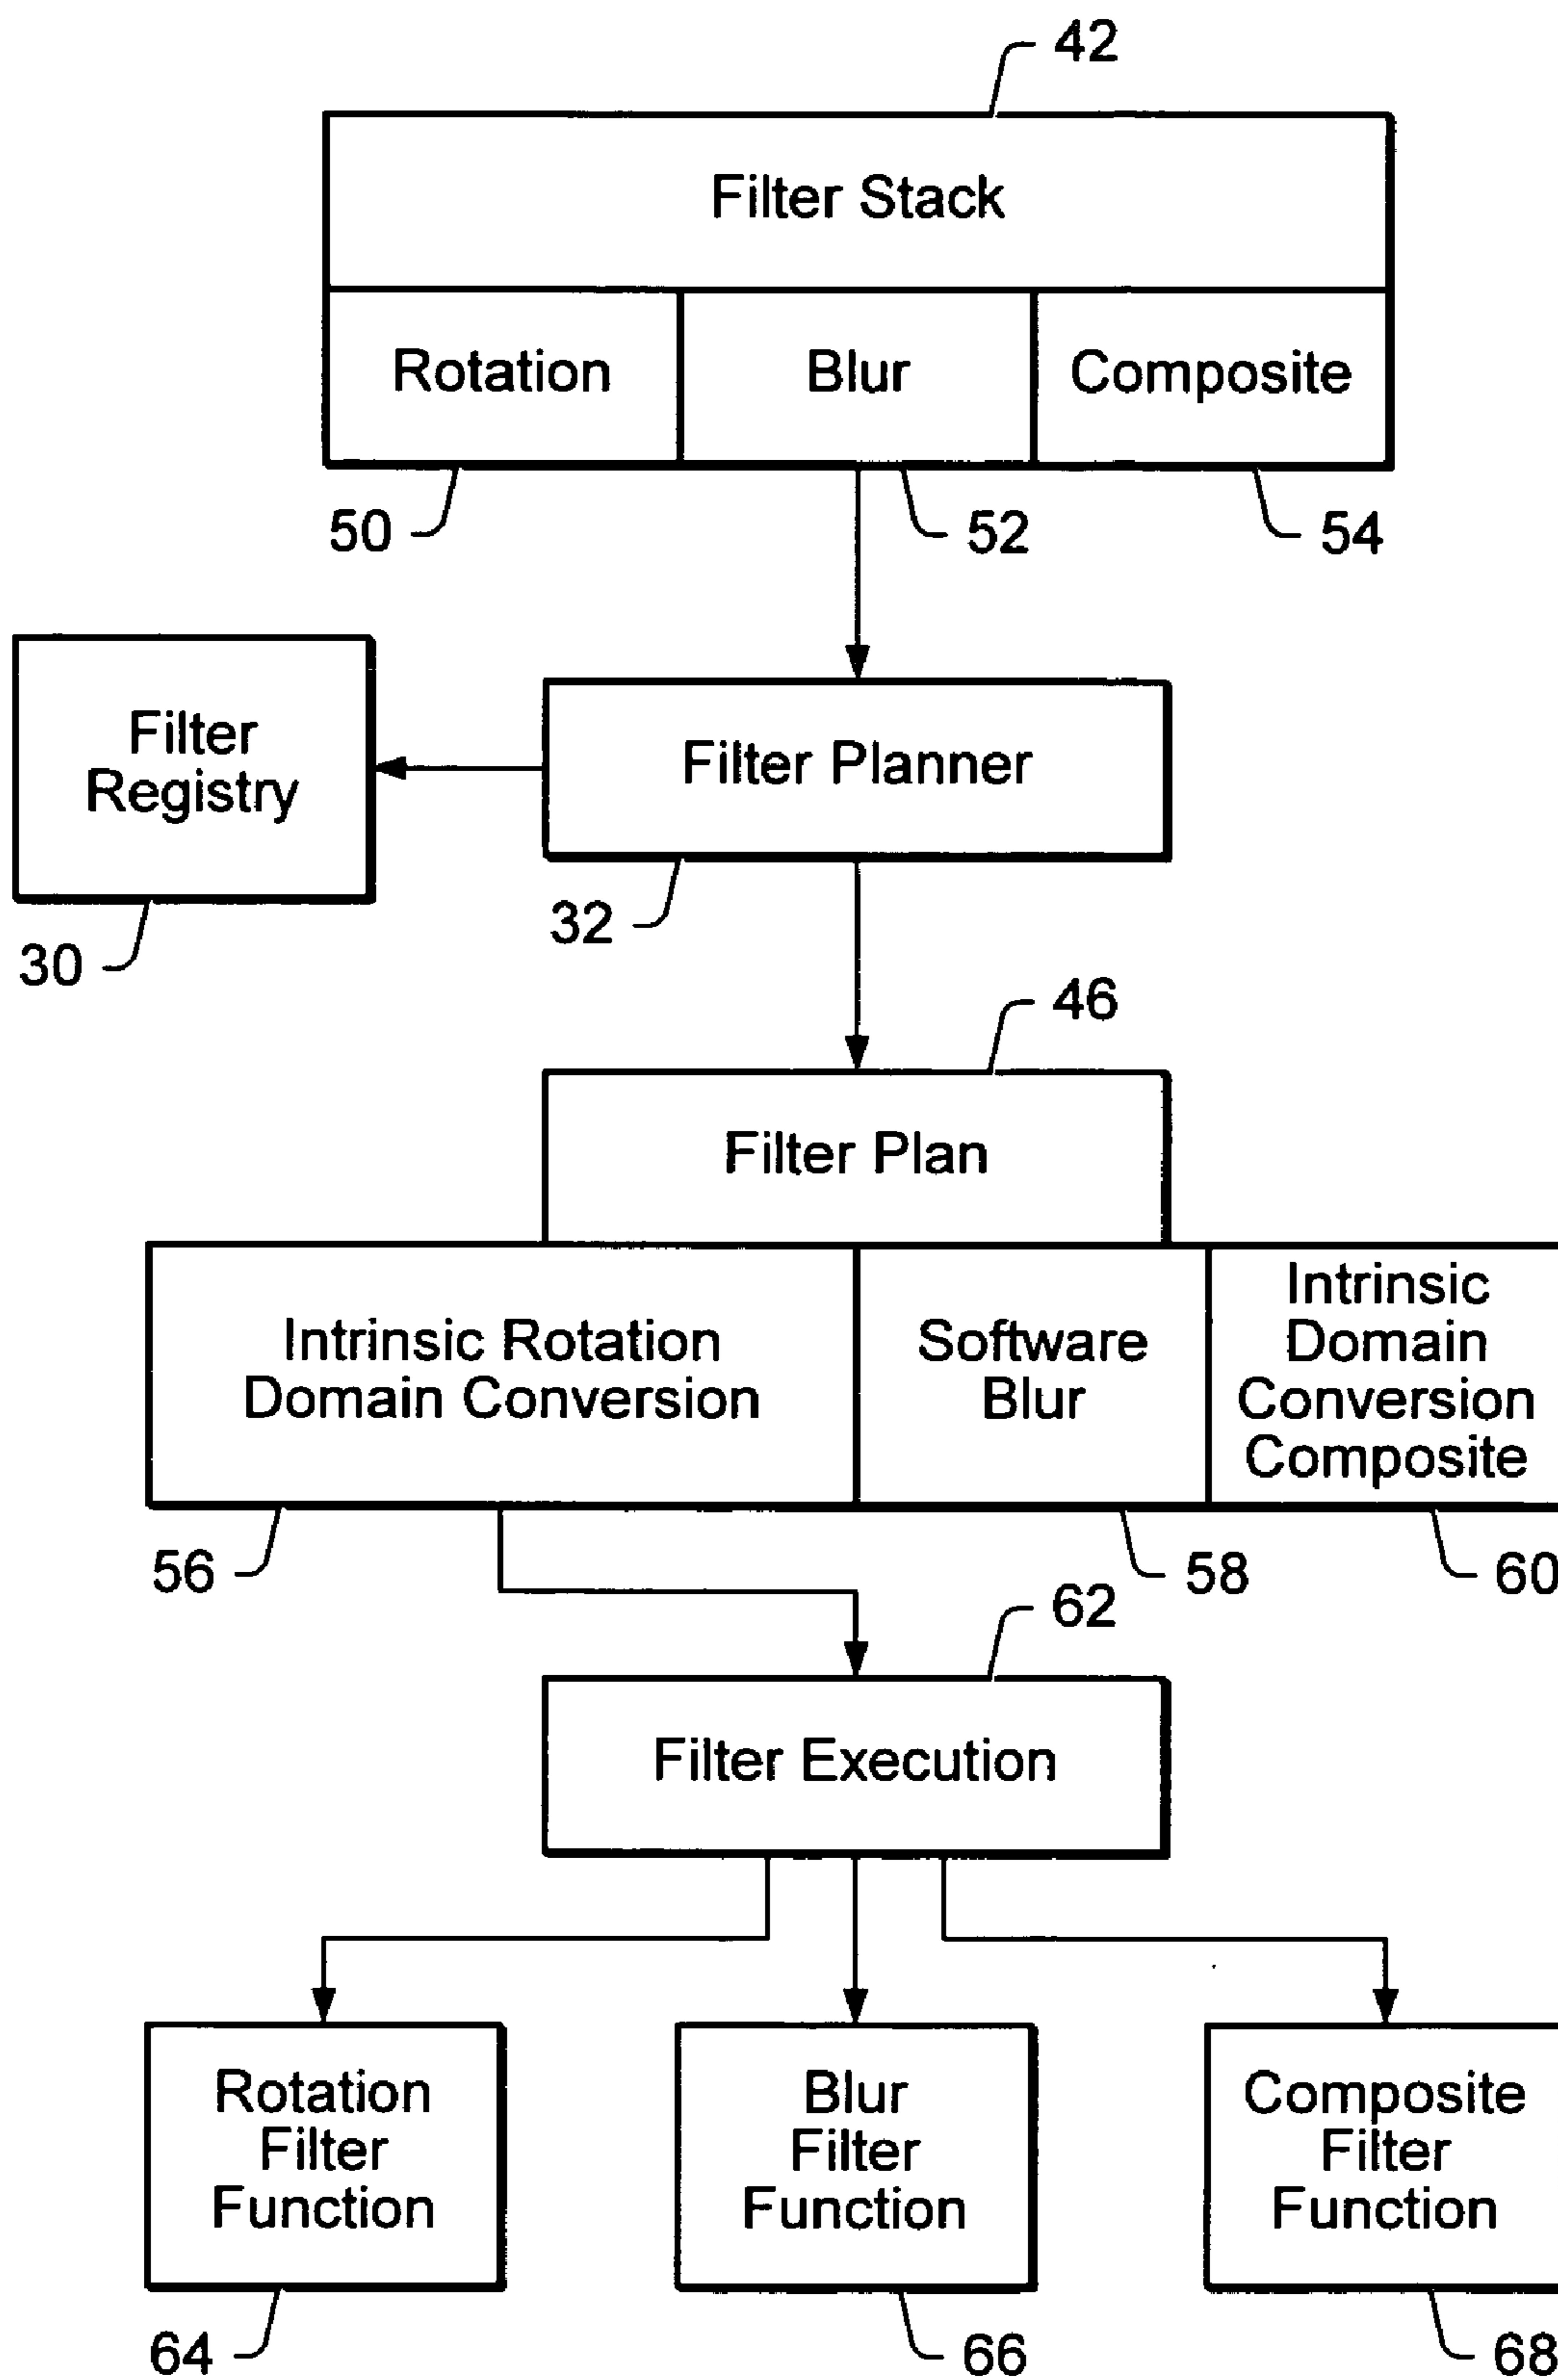 42
Filter Stack
Rotation
Blur
Composite
50
52
54
Filter
Registry
Filter Planner
30
32
46
Filter Plan
Intrinsic Rotation
Domain Conversion
Software
Blur
Intrinsic
Domain
Conversion
Composite
56
58
60
62
Filter Execution
Rotation
Filter
Function
Blur
Filter
Function
Composite
Filter
Function
64
66
68